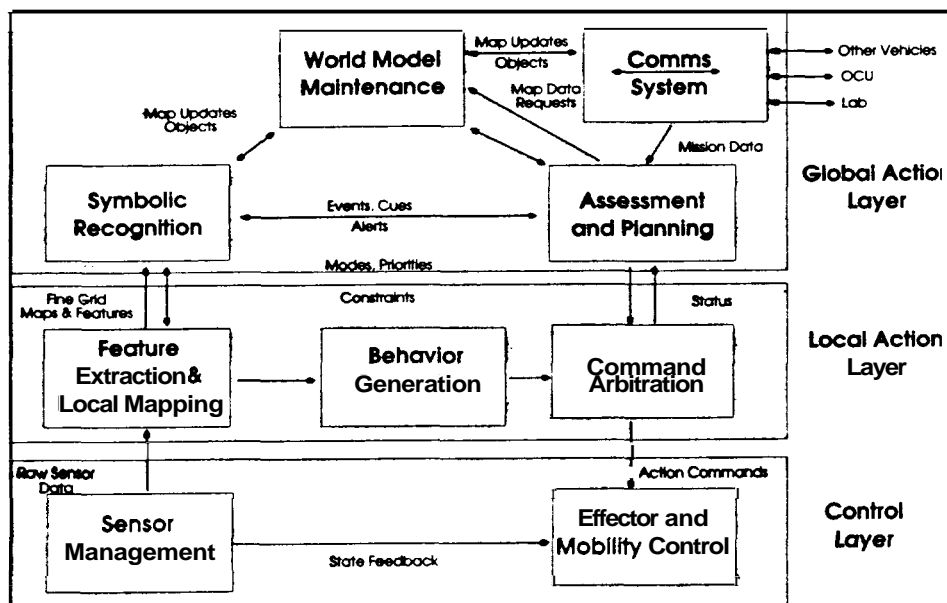 World Model
Maintenance
Map Updates
Objects
Comms
System
Other Vehicles
OCU
Lab
Map Data
Requests
Map Updates
Objects
Mission Data
Symbolic
Recognition
Events, Cues
Alerts
Assessment
and Planning
Global Action
Layer
Modes, Priorities
Fine Grid
Maps & Features
Constraints
Status
Feature
Extraction&
Local Mapping
Behavior
Generation
Command
Arbitration
Local Action
Layer
Raw Sensor
Data
Action Commands
Sensor
Management
State Feedback
Effector and
Mobility Control
Control
Layer